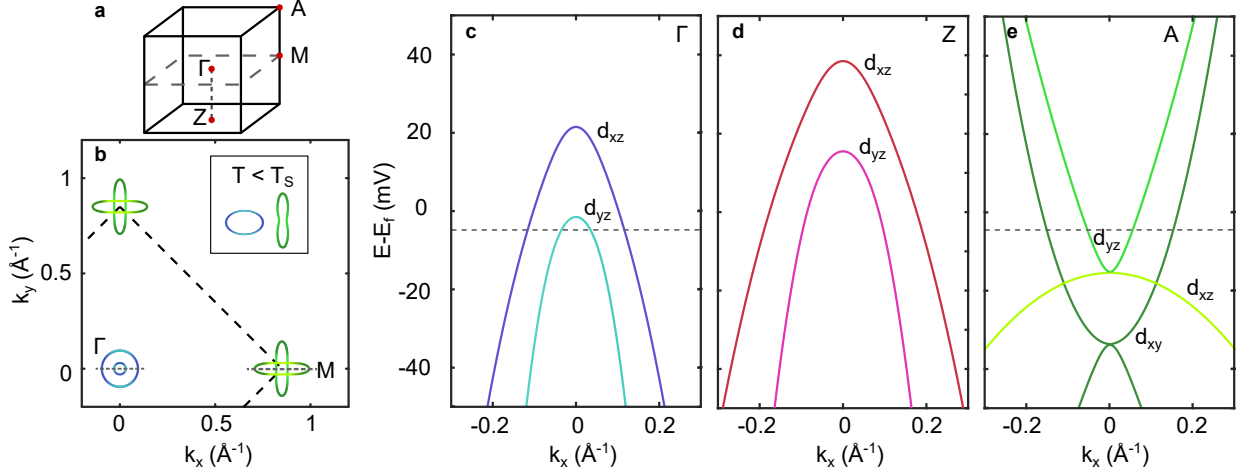 a
A
M
Γ
Z
b
T < T_S
1
0.5
0
k_y (Å⁻¹)
Γ
M
0
0.5
1
k_x (Å⁻¹)
c
Γ
d_xz
d_yz
40
20
0
-20
-40
E-E_f (mV)
-0.2
0
0.2
k_x (Å⁻¹)
d
Z
d_xz
d_yz
-0.2
0
0.2
k_x (Å⁻¹)
e
A
d_yz
d_xz
d_xy
-0.2
0
0.2
k_x (Å⁻¹)